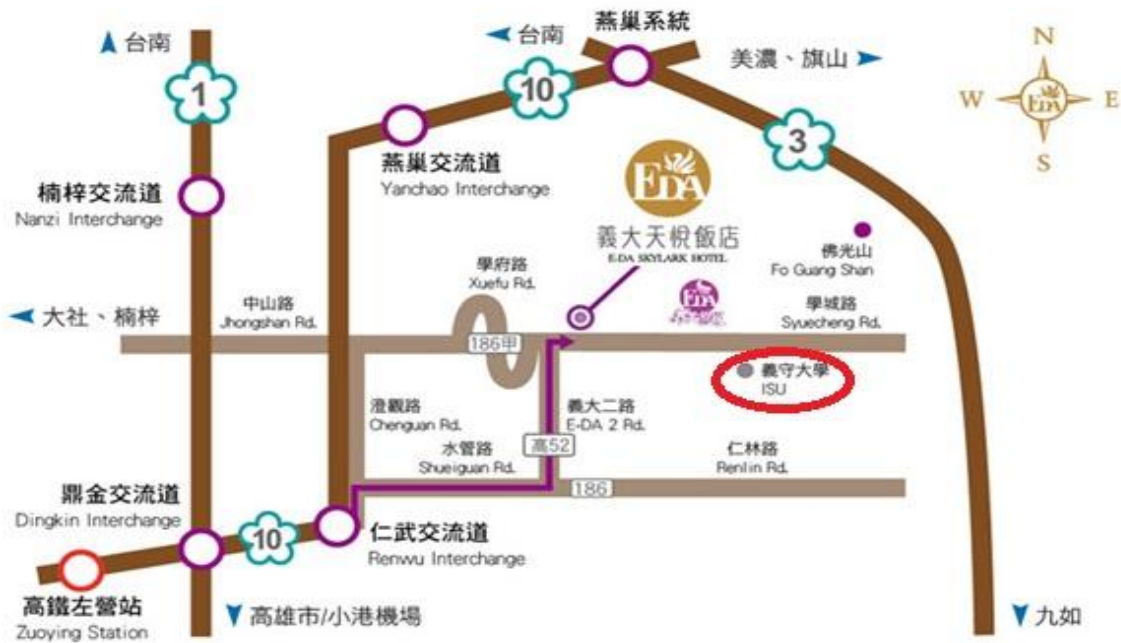 燕巢系統
台南
台南
美濃、旗山
N
W
EDA
E
S
1
10
3
燕巢交流道
Yanchao Interchange
楠梓交流道
Nanzi Interchange
EDA
義大天悅飯店
E-DA SKYLARK HOTEL
佛光山
Fo Guang Shan
學府路
Xuefu Rd.
EDA
中山路
Jhongshan Rd.
學城路
Syuecheng Rd.
大社、楠梓
186甲
義守大學
ISU
澄觀路
Chenguan Rd.
義大二路
E-DA 2 Rd.
水管路
Shueiguan Rd.
高52
仁林路
Renlin Rd.
186
鼎金交流道
Dingkin Interchange
10
仁武交流道
Renwu Interchange
高鐵左營站
Zuoying Station
高雄市/小港機場
九如